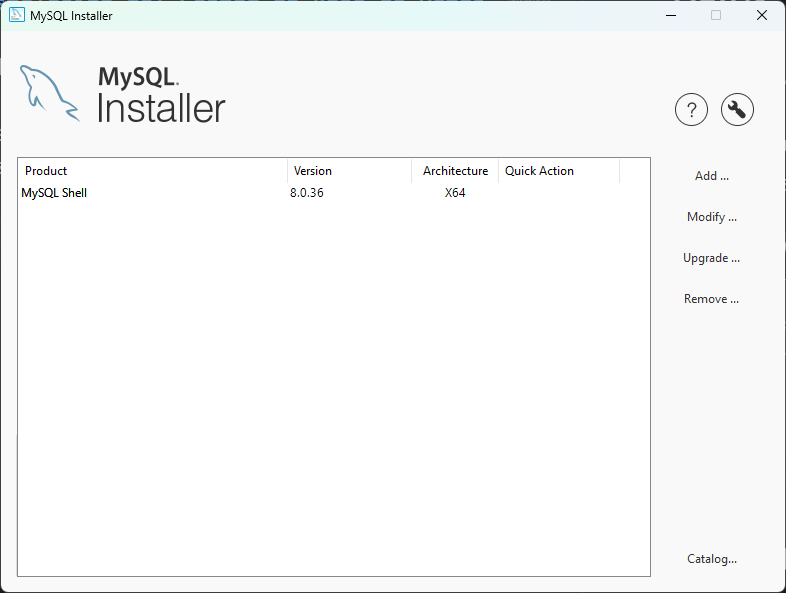 MySQL Installer
MySQL.
Installer
?
Product Version Architecture Quick Action
MySQL Shell 8.0.36 X64
Add ...
Modify ...
Upgrade ...
Remove ...
Catalog...